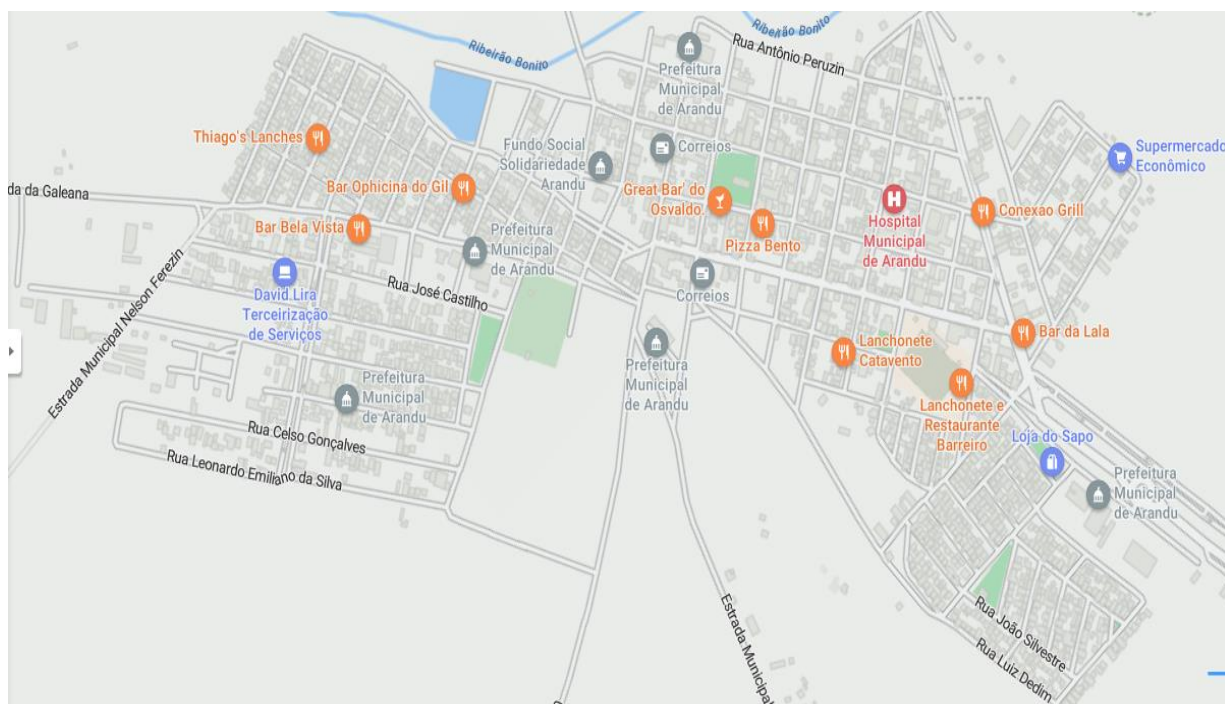 Ribeirão Bonito
Ribeirão Bonito
Rua Antônio Peruzin
Prefeitura
Municipal
de Arandu
Thiago's Lanches
Fundo Social
Solidariedade
Arandu
Correios
Supermercado
Econômico
da da Galeana
Bar Ophicina do Gil
Great Bar' do
Osvaldo.
Pizza Bento
Hospital
Municipal
de Arandu
Conexao Grill
Bar Bela Vista
Prefeitura
Municipal
de Arandu
Rua José Castilho
Correios
David Lira
Terceirização
de Serviços
Estrada Municipal Nelson Ferezin
Bar da Lala
Lanchonete
Catavento
Prefeitura
Municipal
de Arandu
Prefeitura
Municipal
de Arandu
Lanchonete e
Restaurante
Barreiro
Loja do Sapo
Rua Celso Gonçalves
Rua Leonardo Emiliano da Silva
Prefeitura
Municipal
de Arandu
Estrada Municipal
Rua João Silvestre
Rua Luiz Dedim